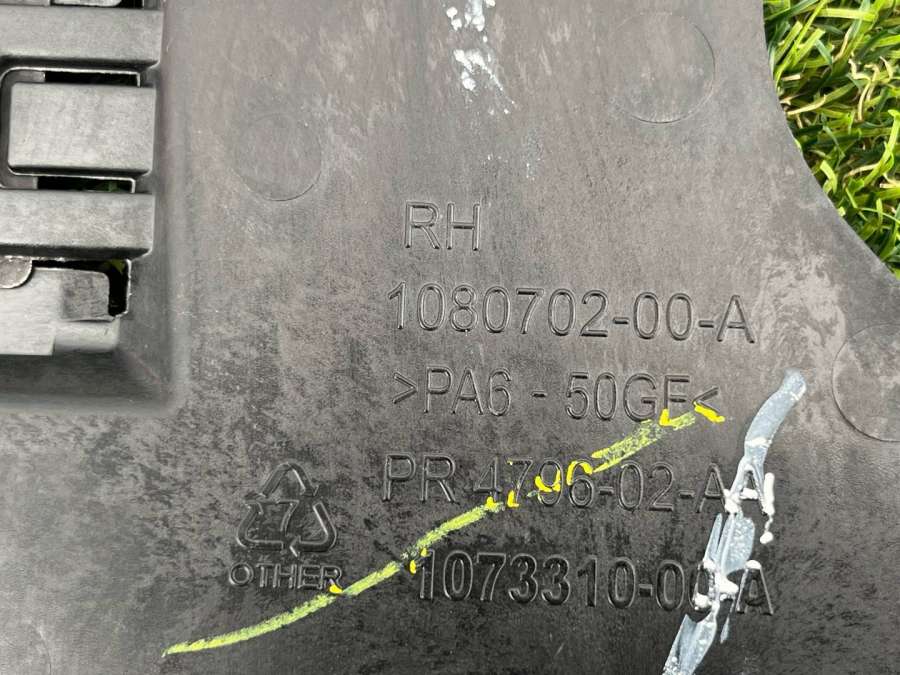 RH
1080702-00-A
>PA6 - 50GF<
PR 4796-02-AA
7
OTHER
1073310-00-A